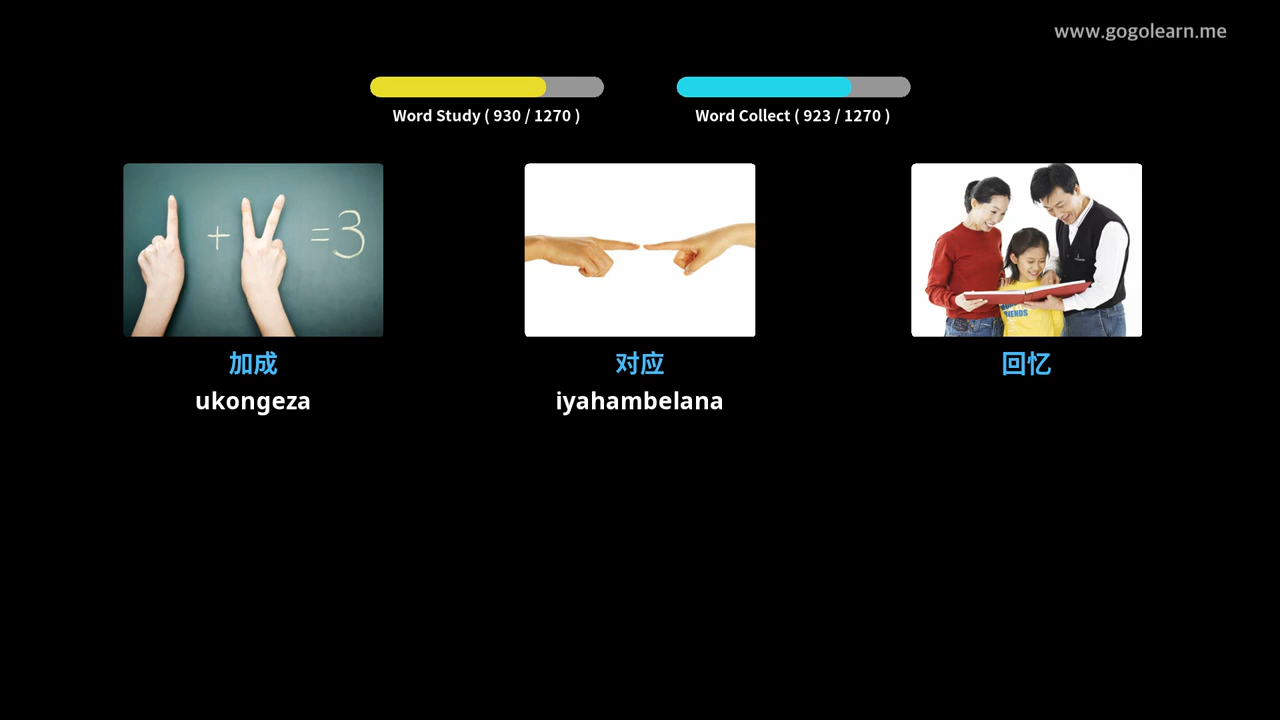 www.gogolearn.me
Word Study ( 930 / 1270 )
Word Collect ( 923 / 1270 )
+ =3
加成
ukongeza
对应
iyahambelana
回忆